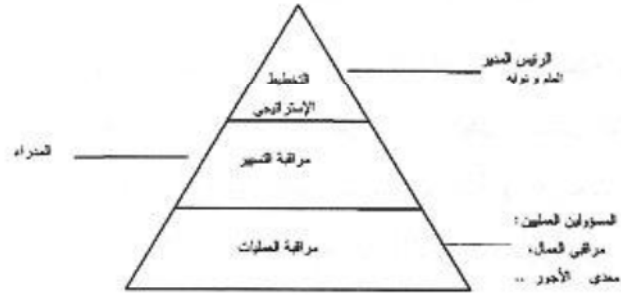 الرئيس المدير
العام و نوابه
التخطيط
الإستراتيجي
المدراء
مراقبة التسيير
المسؤولين العمليين:
مراقبي العمال،
معدي الأجور ..
مراقبة العمليات